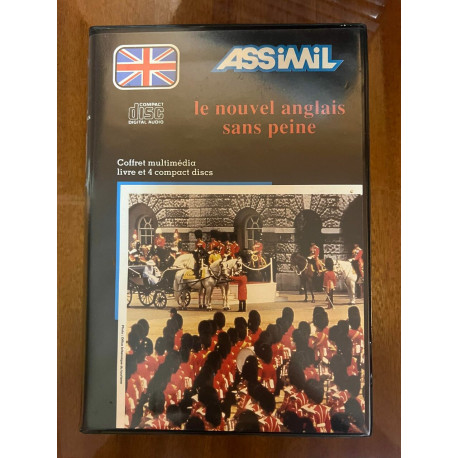 ASSiMiL
COMPACT
disc
DIGITAL AUDIO
le nouvel anglais
sans peine
Coffret multimédia
livre et 4 compact discs